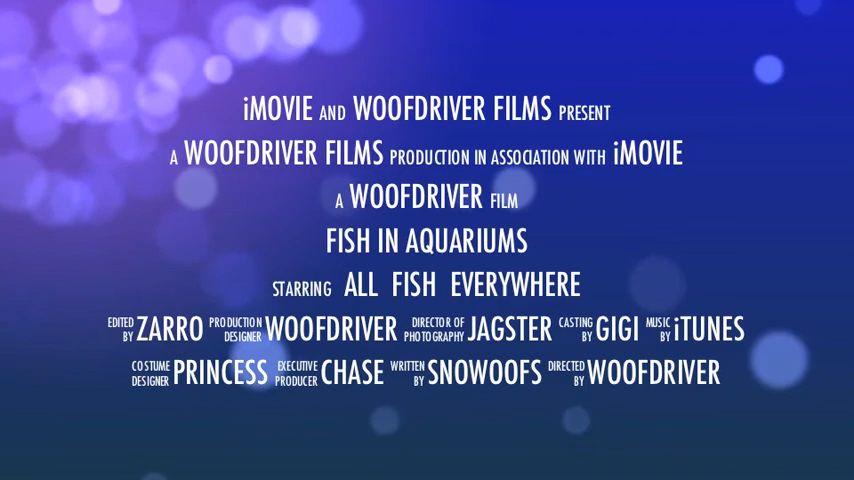 iMOVIE AND WOOFDRIVER FILMS PRESENT
A WOOFDRIVER FILMS PRODUCTION IN ASSOCIATION WITH iMOVIE
A WOOFDRIVER FILM
FISH IN AQUARIUMS
STARRING ALL FISH EVERYWHERE
EDITED BY ZARRO PRODUCTION DESIGNER WOOFDRIVER DIRECTOR OF PHOTOGRAPHY JAGSTER CASTING BY GIGI MUSIC BY iTUNES
COSTUME DESIGNER PRINCESS EXECUTIVE PRODUCER CHASE WRITTEN BY SNOWOOFS DIRECTED BY WOOFDRIVER